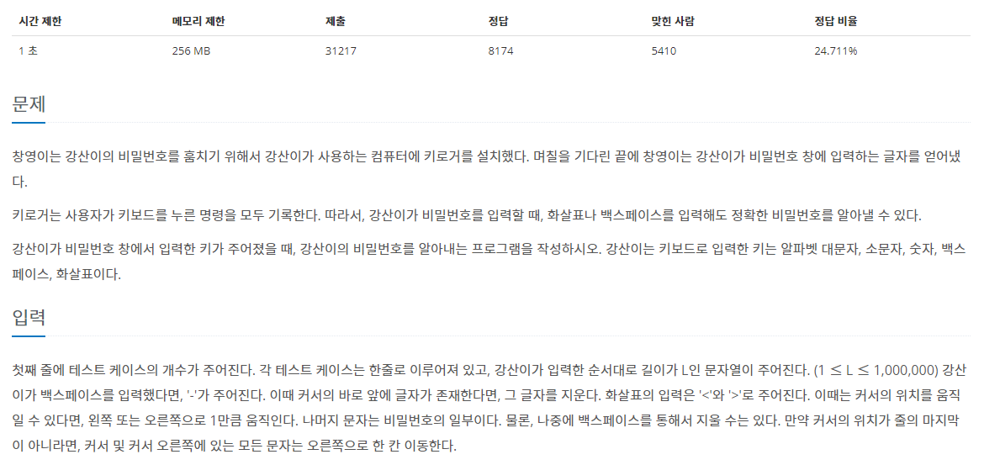 시간 제한 메모리 제한 제출 정답 맞힌 사람 정답 비율
1 초 256 MB 31217 8174 5410 24.711%
문제
창영이는 강산이의 비밀번호를 훔치기 위해서 강산이가 사용하는 컴퓨터에 키로거를 설치했다. 며칠을 기다린 끝에 창영이는 강산이가 비밀번호 창에 입력하는 글자를 얻어냈
다.
키로거는 사용자가 키보드를 누른 명령을 모두 기록한다. 따라서, 강산이가 비밀번호를 입력할 때, 화살표나 백스페이스를 입력해도 정확한 비밀번호를 알아낼 수 있다.
강산이가 비밀번호 창에서 입력한 키가 주어졌을 때, 강산이의 비밀번호를 알아내는 프로그램을 작성하시오. 강산이는 키보드로 입력한 키는 알파벳 대문자, 소문자, 숫자, 백스
페이스, 화살표이다.
입력
첫째 줄에 테스트 케이스의 개수가 주어진다. 각 테스트 케이스는 한줄로 이루어져 있고, 강산이가 입력한 순서대로 길이가 L인 문자열이 주어진다. (1 ≤ L ≤ 1,000,000) 강산
이가 백스페이스를 입력했다면, '-'가 주어진다. 이때 커서의 바로 앞에 글자가 존재한다면, 그 글자를 지운다. 화살표의 입력은 '<'와 '>'로 주어진다. 이때는 커서의 위치를 움직
일 수 있다면, 왼쪽 또는 오른쪽으로 1만큼 움직인다. 나머지 문자는 비밀번호의 일부이다. 물론, 나중에 백스페이스를 통해서 지울 수는 있다. 만약 커서의 위치가 줄의 마지막
이 아니라면, 커서 및 커서 오른쪽에 있는 모든 문자는 오른쪽으로 한 칸 이동한다.